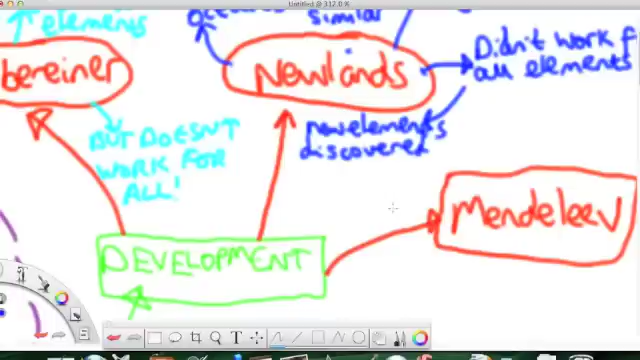 Untitled @ 312.0%
elements
similar
bereiner
Newlands
Didn't work f
all elements
BUT DOESN'T
WORK FOR
ALL!
new elements
discovered
Mendeleev
DEVELOPMENT